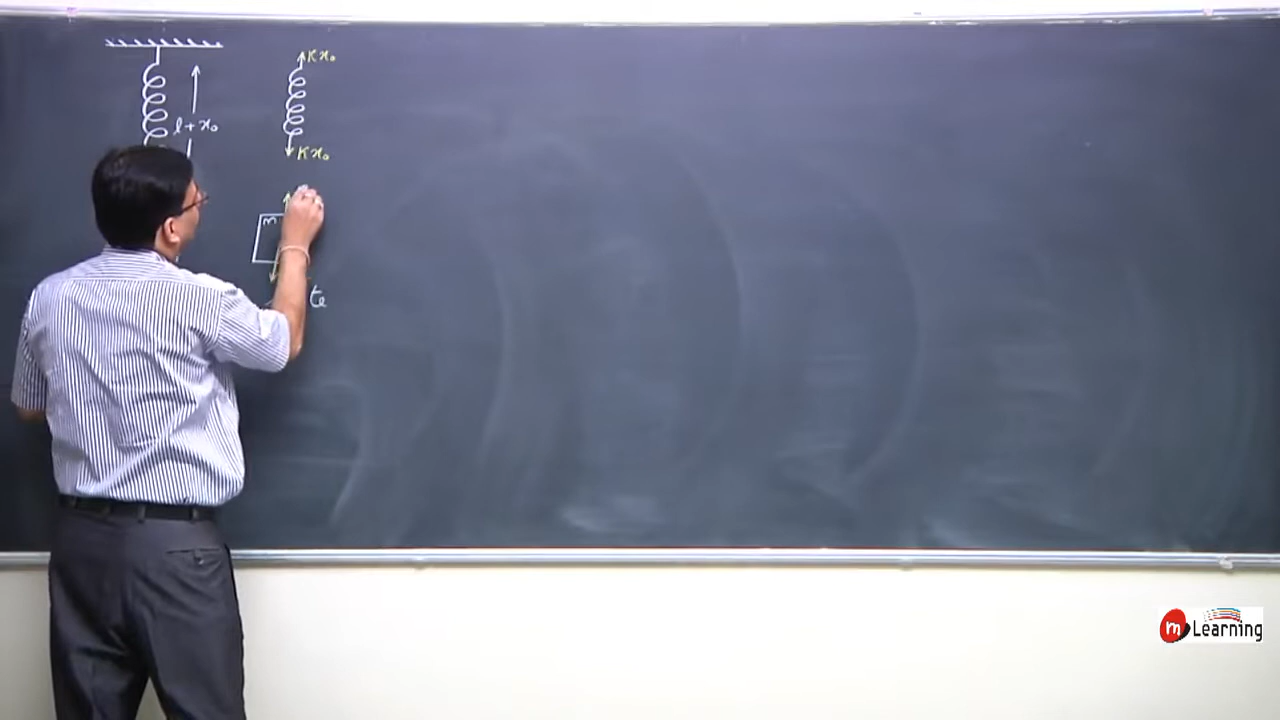 Kx₀
l + x₀
Kx₀
m
m Learning